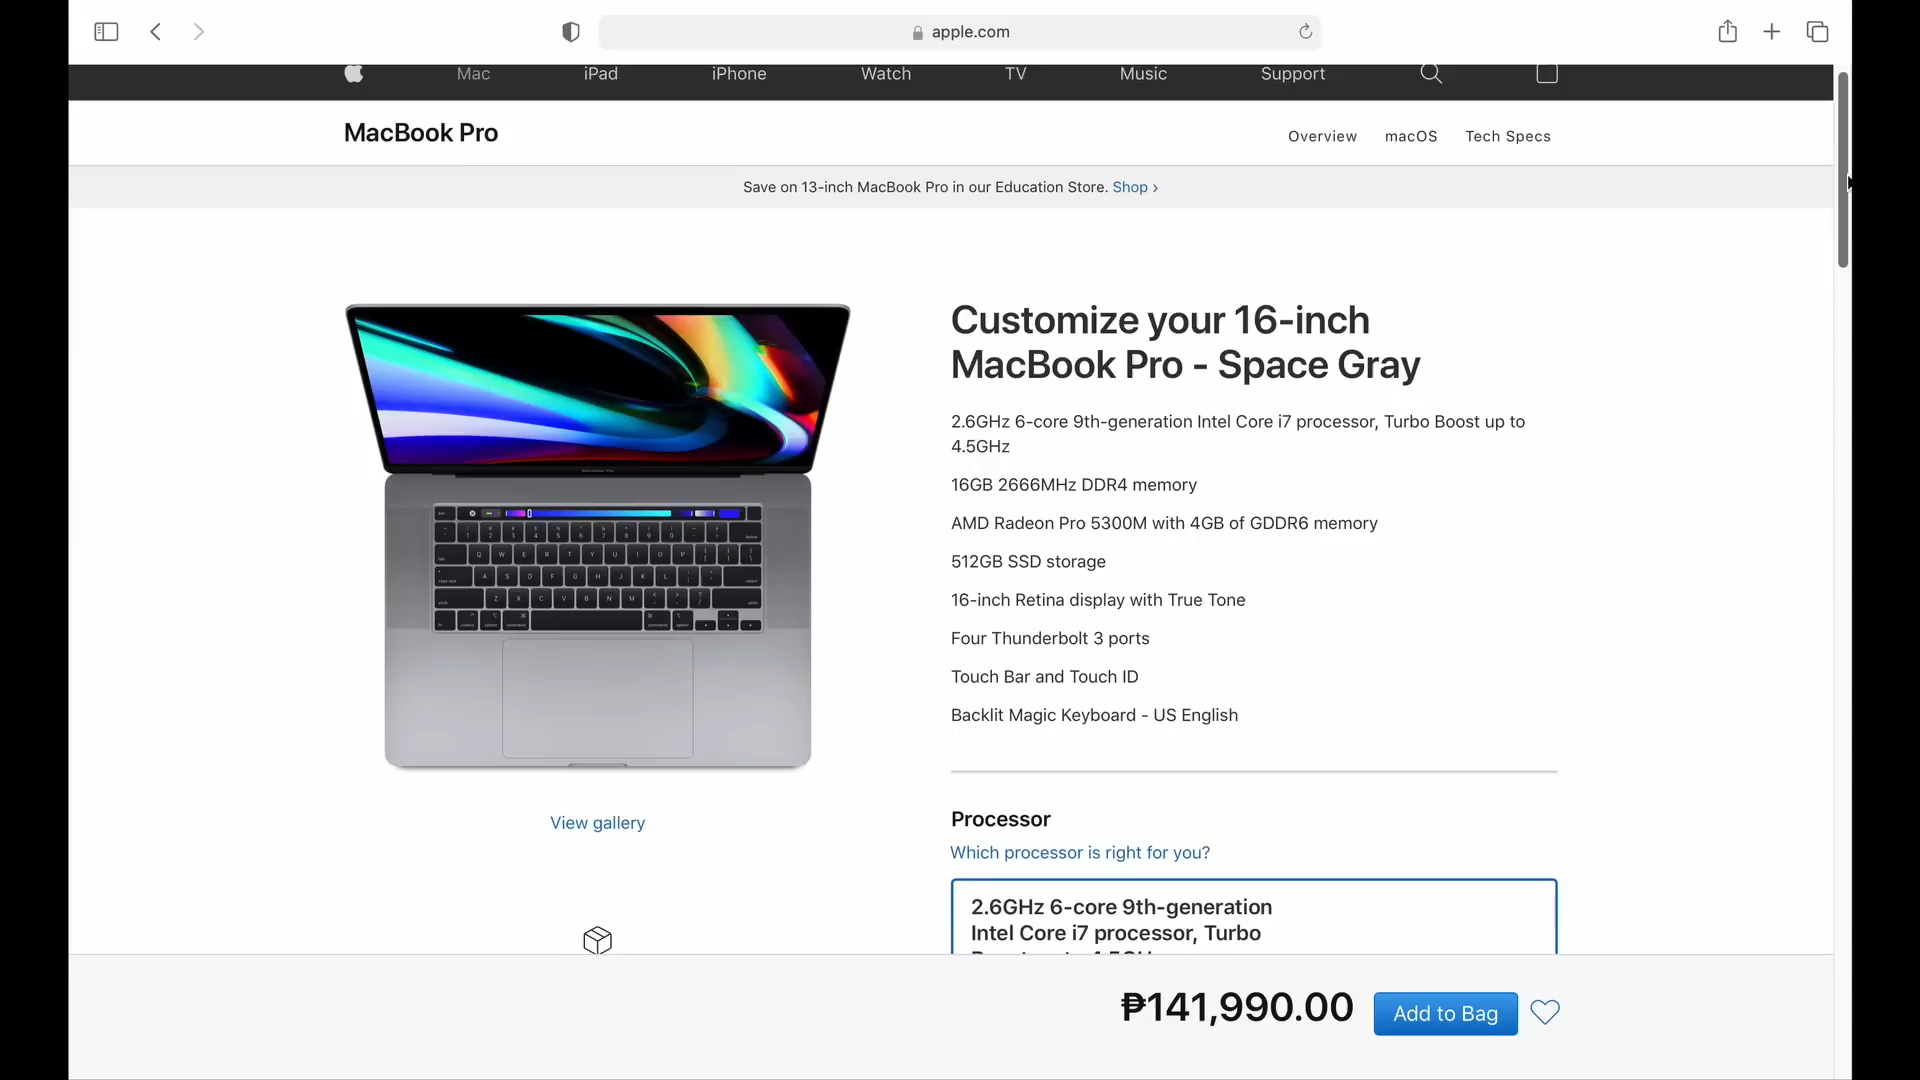 apple.com
Mac iPad iPhone Watch TV Music Support
MacBook Pro
Overview macOS Tech Specs
Save on 13-inch MacBook Pro in our Education Store. Shop ›
Customize your 16-inch
MacBook Pro - Space Gray
2.6GHz 6-core 9th-generation Intel Core i7 processor, Turbo Boost up to
4.5GHz
16GB 2666MHz DDR4 memory
AMD Radeon Pro 5300M with 4GB of GDDR6 memory
512GB SSD storage
16-inch Retina display with True Tone
Four Thunderbolt 3 ports
Touch Bar and Touch ID
Backlit Magic Keyboard - US English
View gallery
Processor
Which processor is right for you?
2.6GHz 6-core 9th-generation
Intel Core i7 processor, Turbo
₱141,990.00 Add to Bag